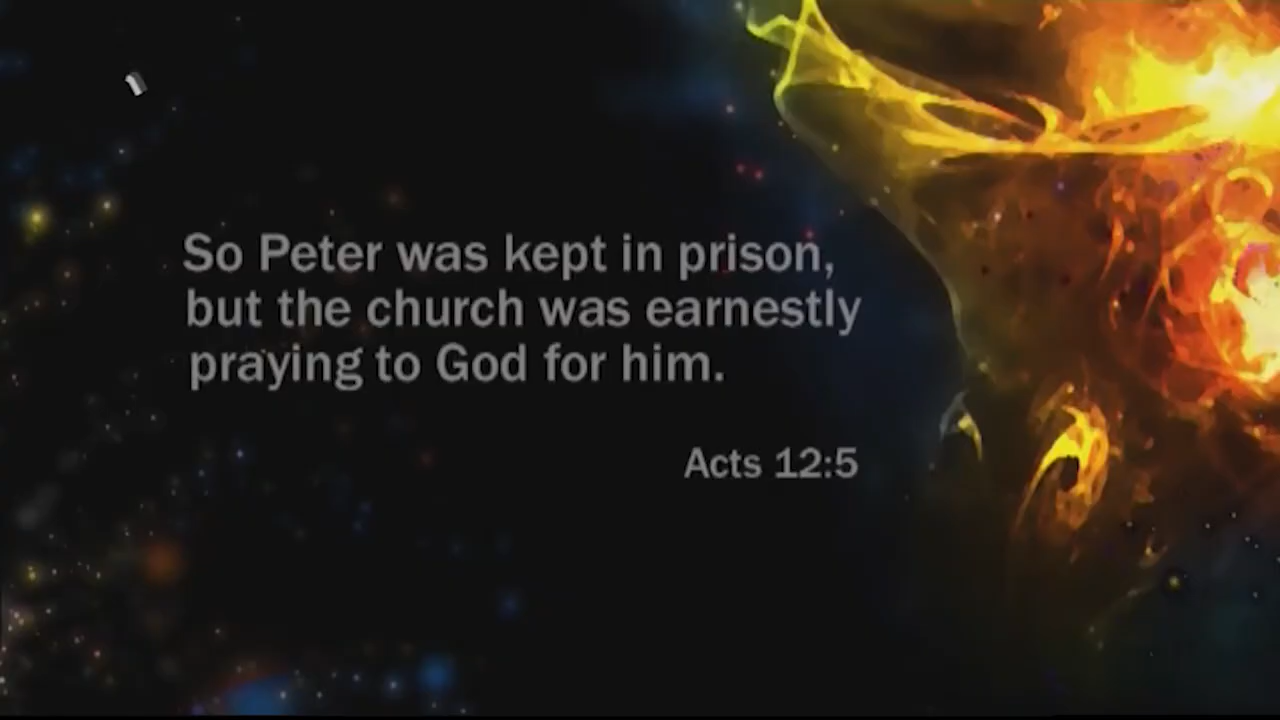 So Peter was kept in prison,
but the church was earnestly
praying to God for him.
Acts 12:5